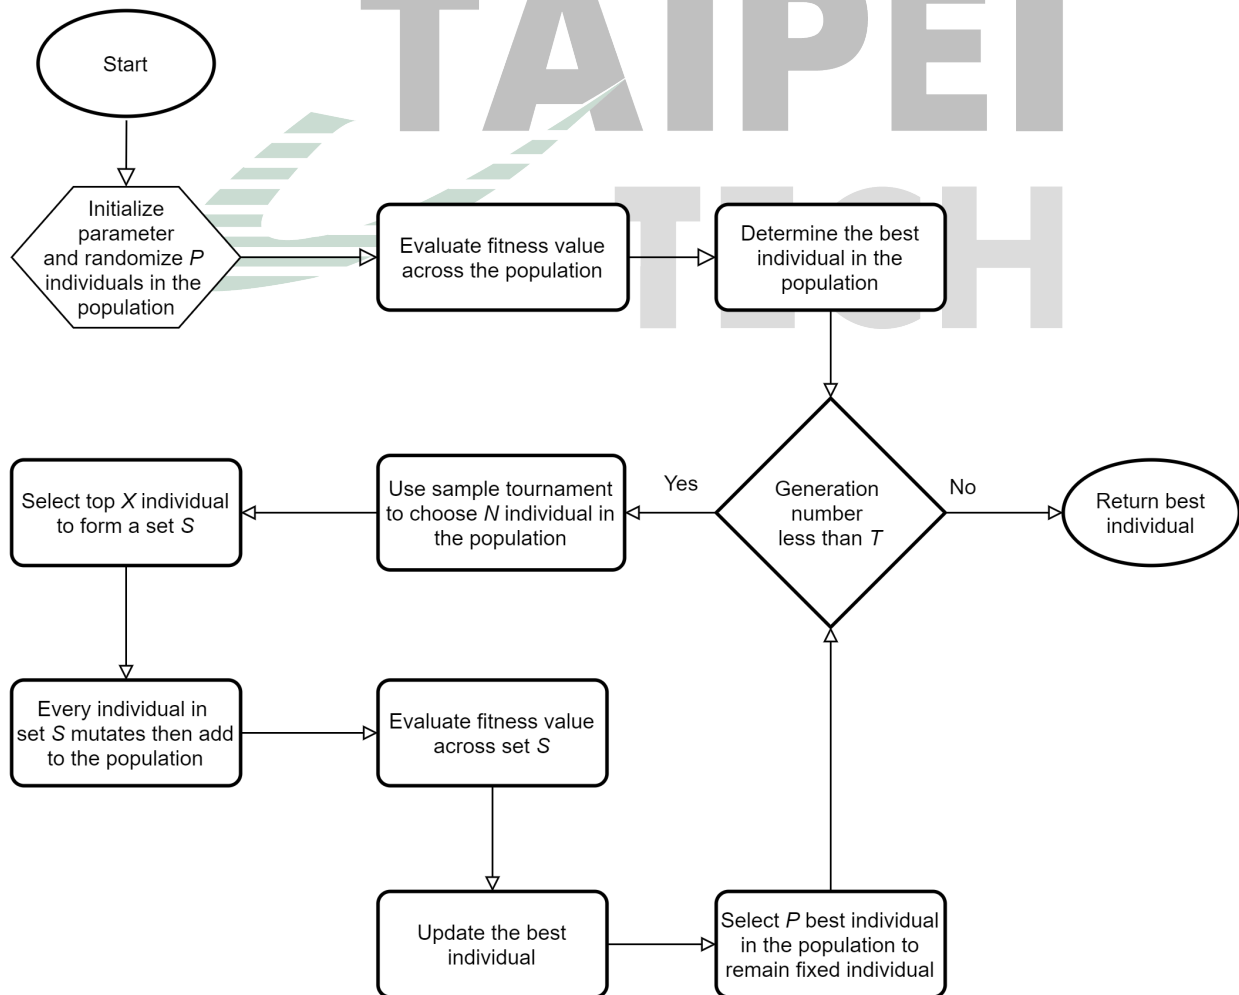 TAIPEI
TECH
Start
Initialize
parameter
and randomize P
individuals in the
population
Evaluate fitness value
across the population
Determine the best
individual in the
population
Generation
number
less than T
Yes
No
Return best
individual
Use sample tournament
to choose N individual in
the population
Select top X individual
to form a set S
Every individual in
set S mutates then add
to the population
Evaluate fitness value
across set S
Update the best
individual
Select P best individual
in the population to
remain fixed individual